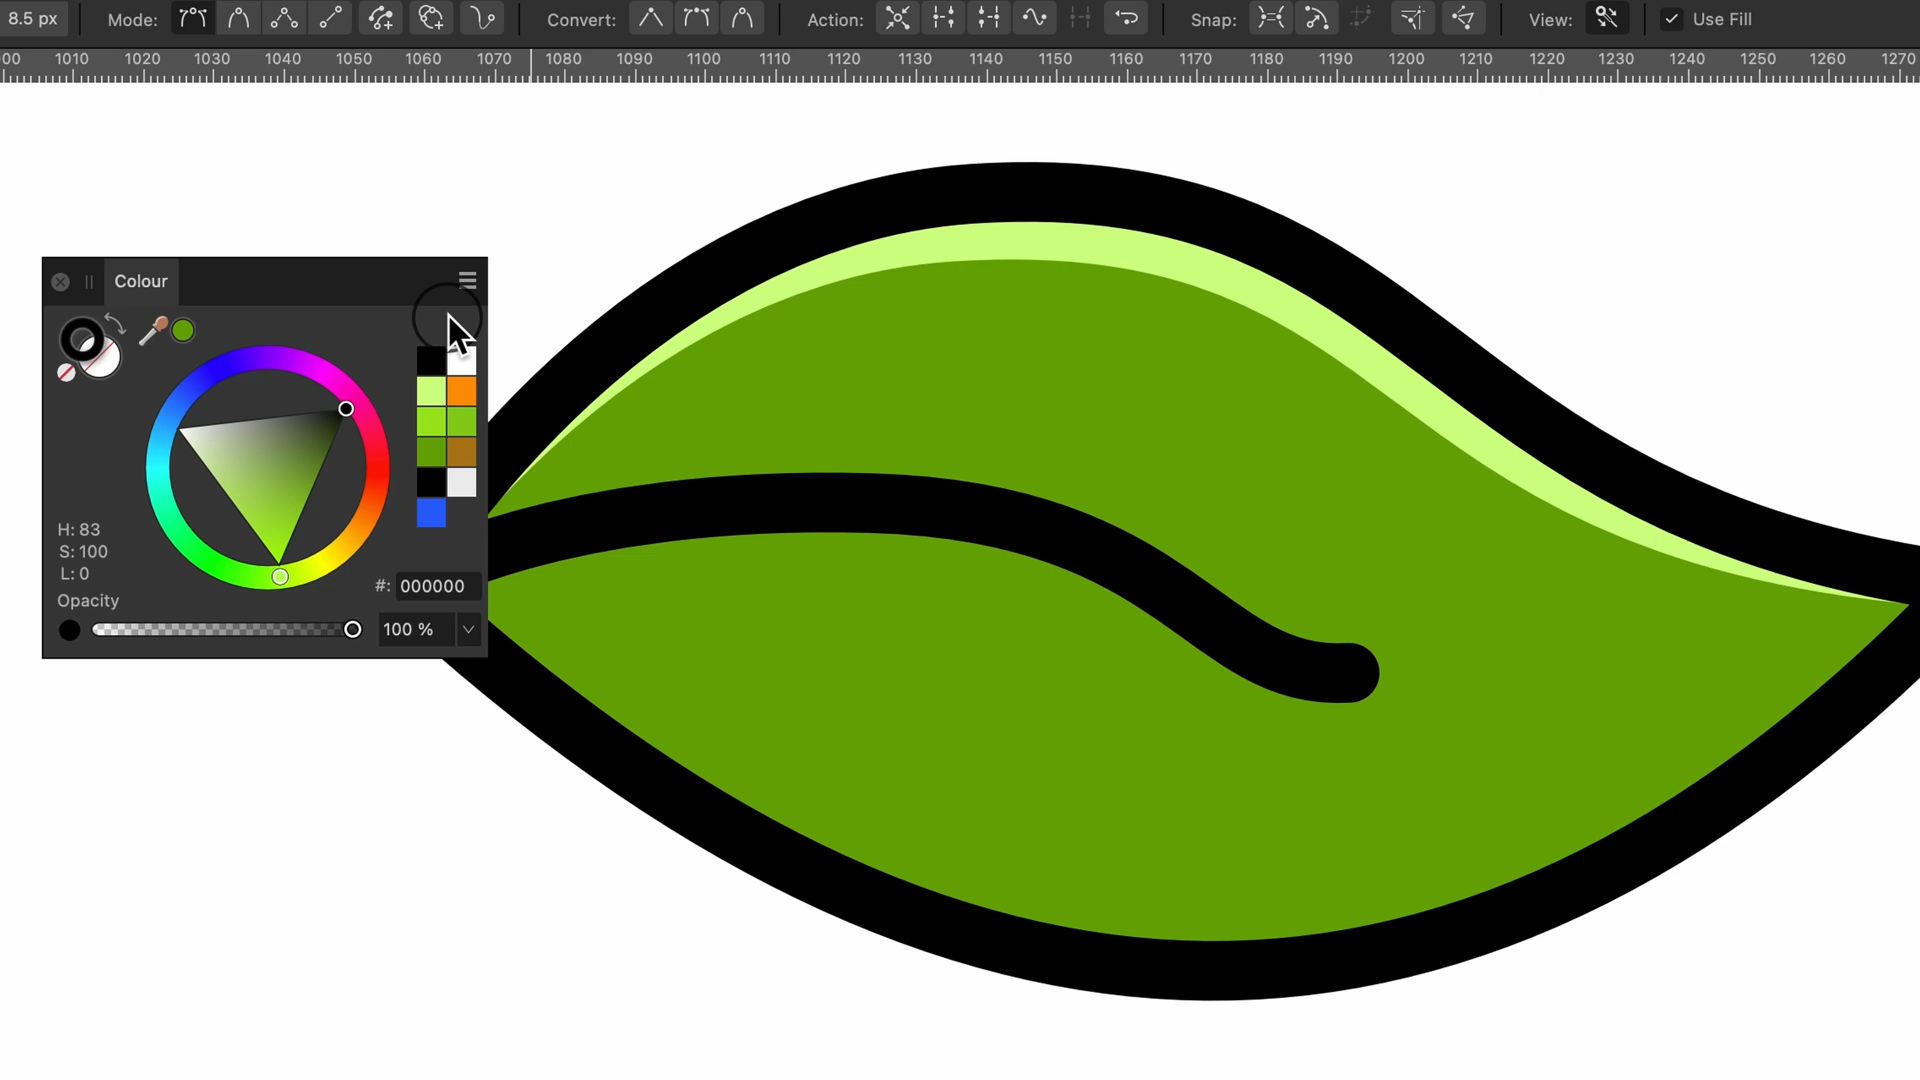 8.5 px Mode: Convert: Action: Snap: View: Use Fill
00 1010 1020 1030 1040 1050 1060 1070 1080 1090 1100 1110 1120 1130 1140 1150 1160 1170 1180 1190 1200 1210 1220 1230 1240 1250 1260 1270
Colour
H: 83
S: 100
L: 0
#: 000000
Opacity
100 %